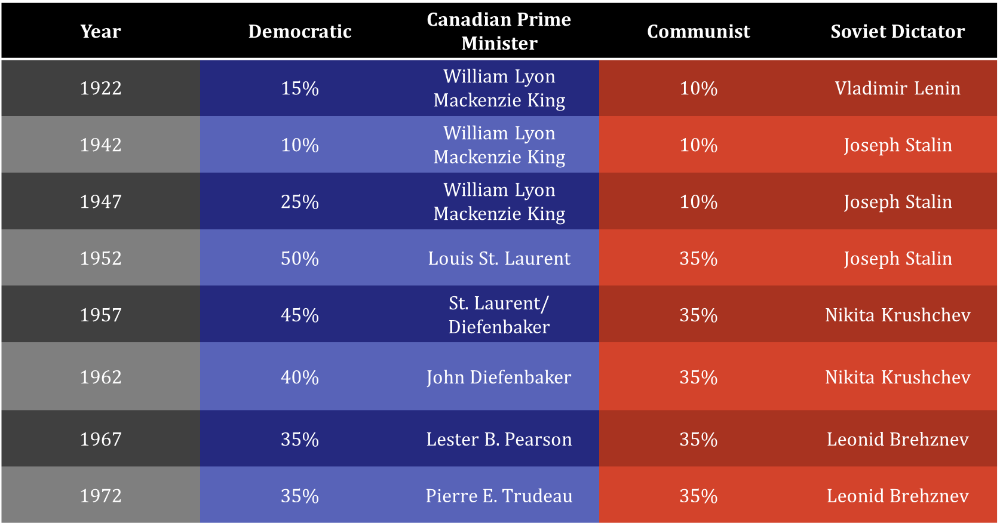 Year Democratic Canadian Prime Minister Communist Soviet Dictator
1922 15% William Lyon Mackenzie King 10% Vladimir Lenin
1942 10% William Lyon Mackenzie King 10% Joseph Stalin
1947 25% William Lyon Mackenzie King 10% Joseph Stalin
1952 50% Louis St. Laurent 35% Joseph Stalin
1957 45% St. Laurent/ Diefenbaker 35% Nikita Krushchev
1962 40% John Diefenbaker 35% Nikita Krushchev
1967 35% Lester B. Pearson 35% Leonid Brehznev
1972 35% Pierre E. Trudeau 35% Leonid Brehznev